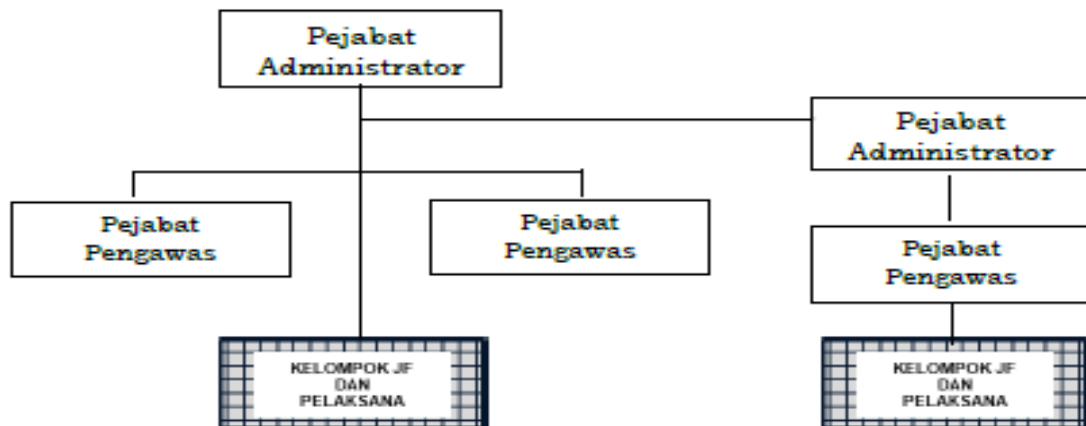 Pejabat
Administrator
Pejabat
Administrator
Pejabat
Pengawas
Pejabat
Pengawas
Pejabat
Pengawas
KELOMPOK JF
DAN
PELAKSANA
KELOMPOK JF
DAN
PELAKSANA